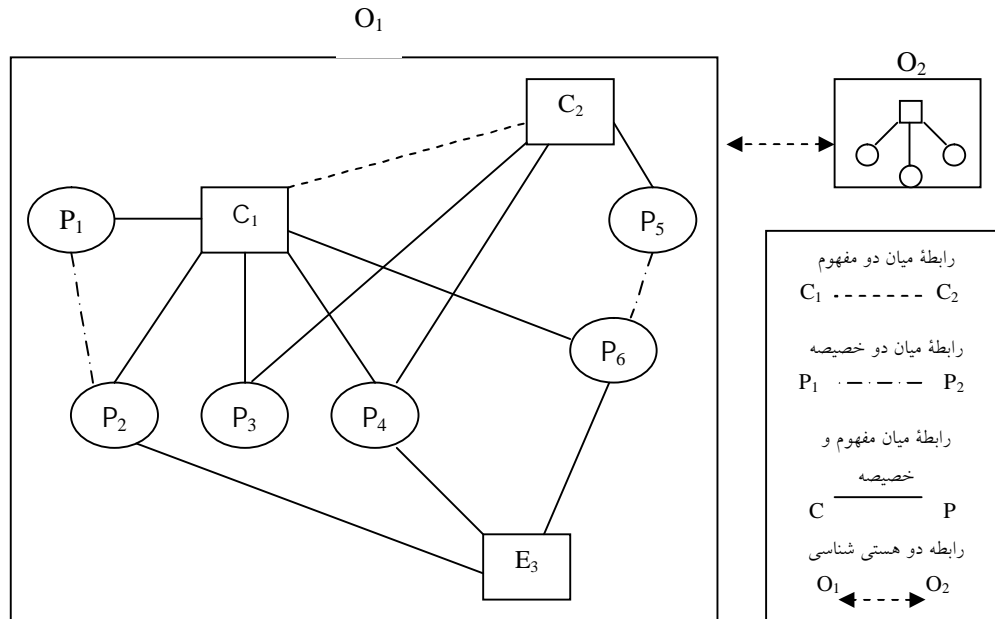 O₁
O₂
C₂
P₁
C₁
P₅
P₆
P₂
P₃
P₄
E₃
رابطهٔ میان دو مفهوم
C₁ C₂
رابطهٔ میان دو خصیصه
P₁ P₂
رابطهٔ میان مفهوم و
خصیصه
C P
رابطه دو هستی شناسی
O₁ O₂